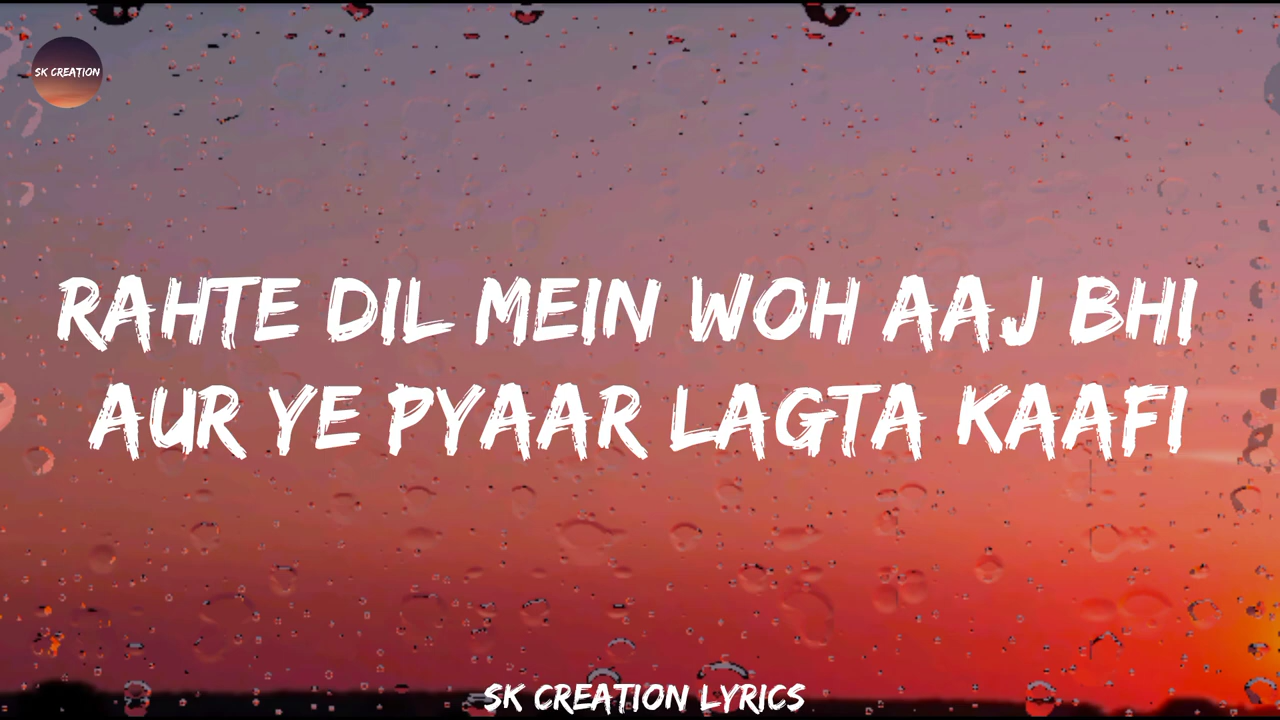 SK CREATION
RAHTE DIL MEIN WOH AAJ BHI
AUR YE PYAAR LAGTA KAAFI
SK CREATION LYRICS